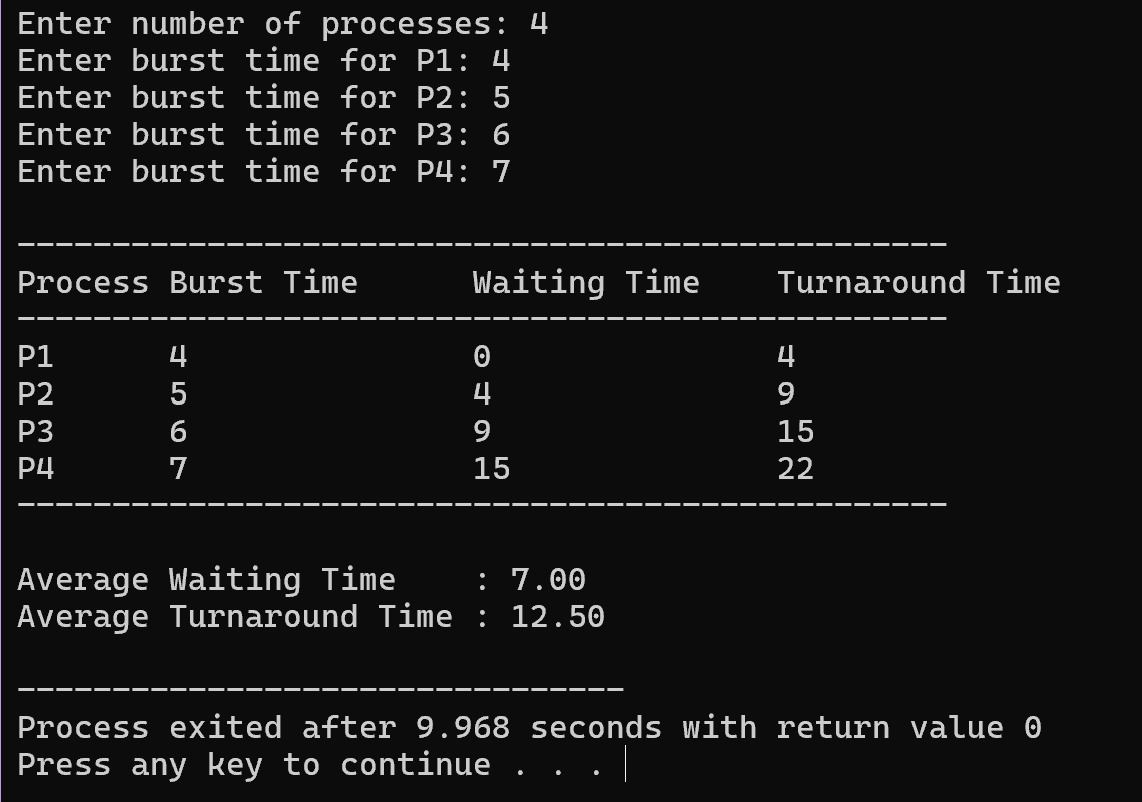 Enter number of processes: 4
Enter burst time for P1: 4
Enter burst time for P2: 5
Enter burst time for P3: 6
Enter burst time for P4: 7
-------------------------------------------------
Process Burst Time      Waiting Time    Turnaround Time
-------------------------------------------------
P1      4               0               4
P2      5               4               9
P3      6               9               15
P4      7               15              22
-------------------------------------------------
Average Waiting Time    : 7.00
Average Turnaround Time : 12.50
--------------------------------
Process exited after 9.968 seconds with return value 0
Press any key to continue . . .